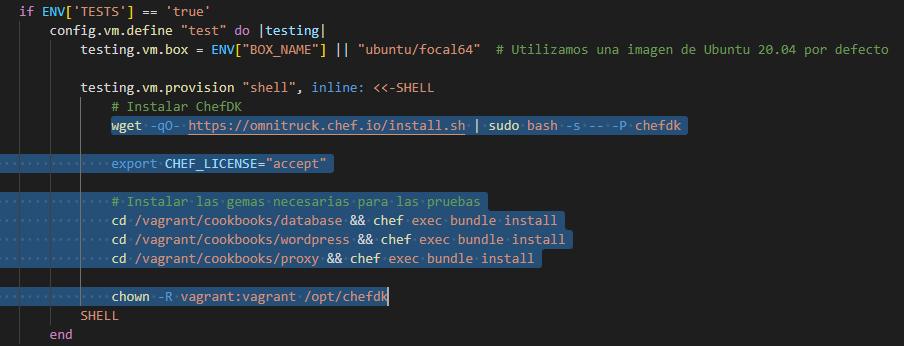 if ENV['TESTS'] == 'true'
config.vm.define "test" do |testing|
testing.vm.box = ENV["BOX_NAME"] || "ubuntu/focal64"  # Utilizamos una imagen de Ubuntu 20.04 por defecto
testing.vm.provision "shell", inline: <<-SHELL
# Instalar ChefDK
wget -qO- https://omnitruck.chef.io/install.sh | sudo bash -s -- -P chefdk
export CHEF_LICENSE="accept"
# Instalar las gemas necesarias para las pruebas
cd /vagrant/cookbooks/database && chef exec bundle install
cd /vagrant/cookbooks/wordpress && chef exec bundle install
cd /vagrant/cookbooks/proxy && chef exec bundle install
chown -R vagrant:vagrant /opt/chefdk
SHELL
end